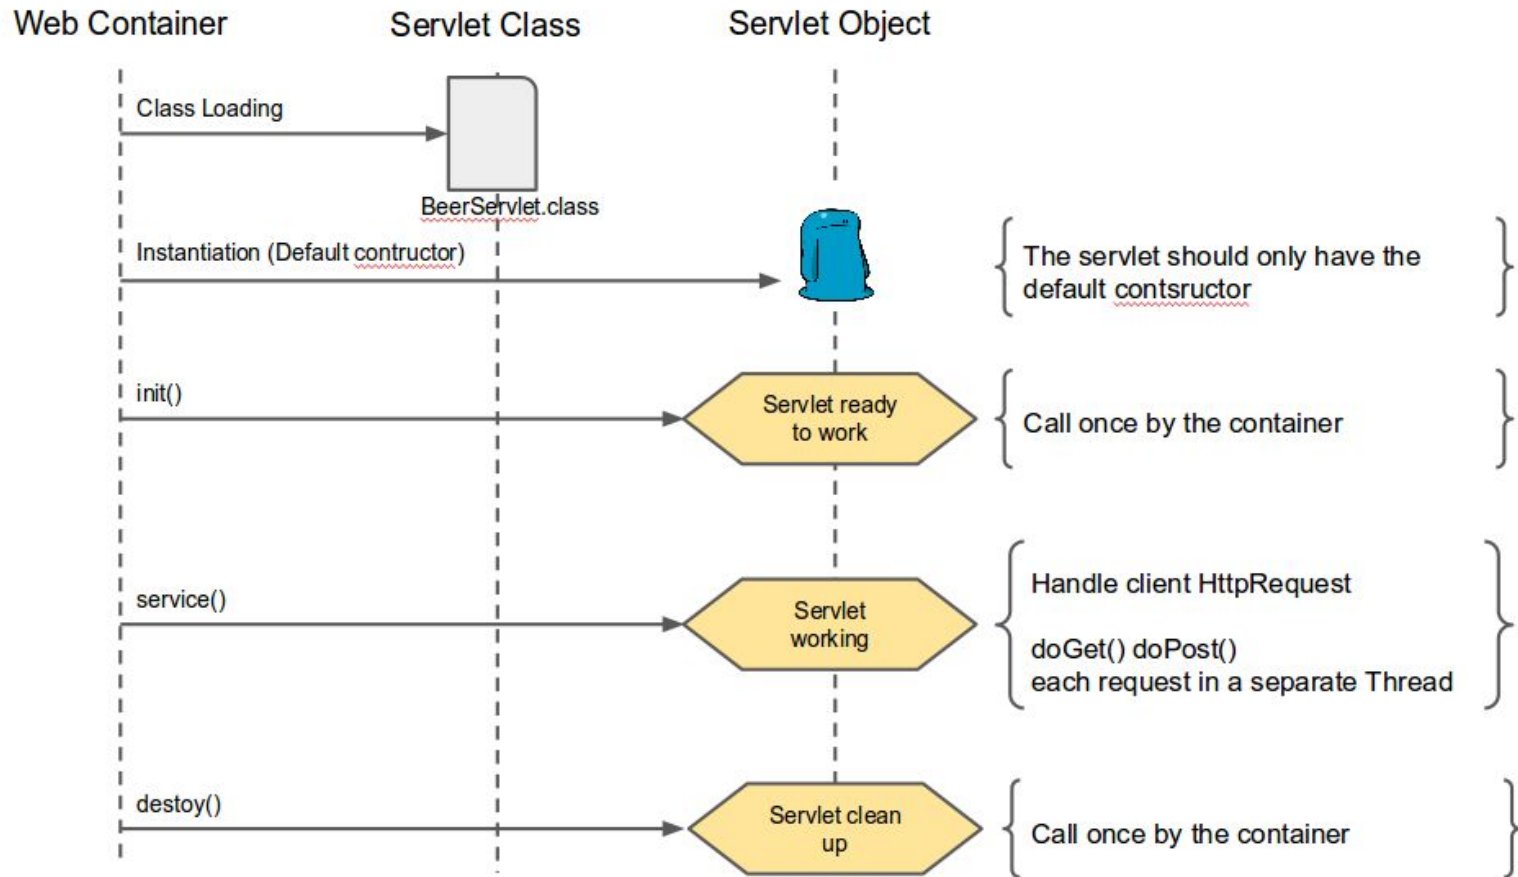 Web Container
Servlet Class
Servlet Object
Class Loading
BeerServlet.class
Instantiation (Default contructor)
The servlet should only have the
default contsructor
init()
Servlet ready
to work
Call once by the container
service()
Servlet
working
Handle client HttpRequest
doGet() doPost()
each request in a separate Thread
destoy()
Servlet clean
up
Call once by the container